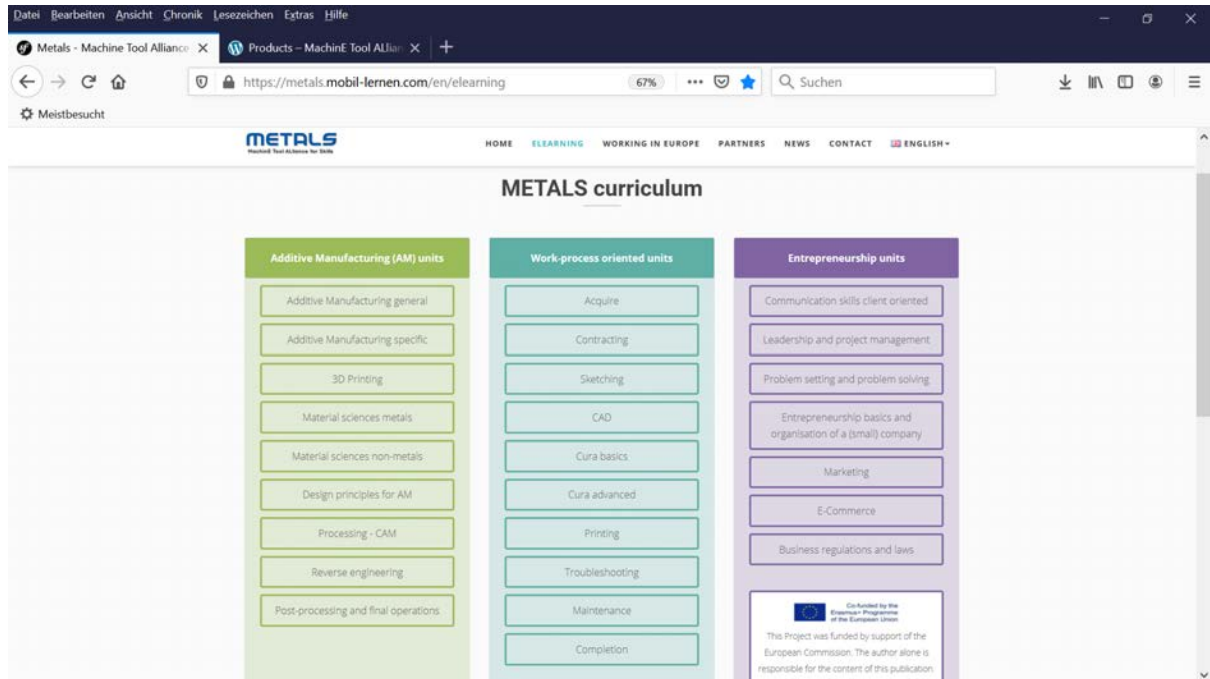 Datei Bearbeiten Ansicht Chronik Lesezeichen Extras Hilfe
Metals - Machine Tool Alliance
Products – MachinE Tool ALlian
https://metals.mobil-lernen.com/en/elearning
67%
Suchen
Meistbesucht
METALS
MachinE Tool ALliance for Skills
HOME ELEARNING WORKING IN EUROPE PARTNERS NEWS CONTACT ENGLISH
METALS curriculum
Additive Manufacturing (AM) units
Additive Manufacturing general
Additive Manufacturing specific
3D Printing
Material sciences metals
Material sciences non-metals
Design principles for AM
Processing - CAM
Reverse engineering
Post-processing and final operations
Work-process oriented units
Acquire
Contracting
Sketching
CAD
Cura basics
Cura advanced
Printing
Troubleshooting
Maintenance
Completion
Entrepreneurship units
Communication skills client oriented
Leadership and project management
Problem setting and problem solving
Entrepreneurship basics and
organisation of a (small) company
Marketing
E-Commerce
Business regulations and laws
Co-funded by the
Erasmus+ Programme
of the European Union
This Project was funded by support of the
European Commission. The author alone is
responsible for the content of this publication